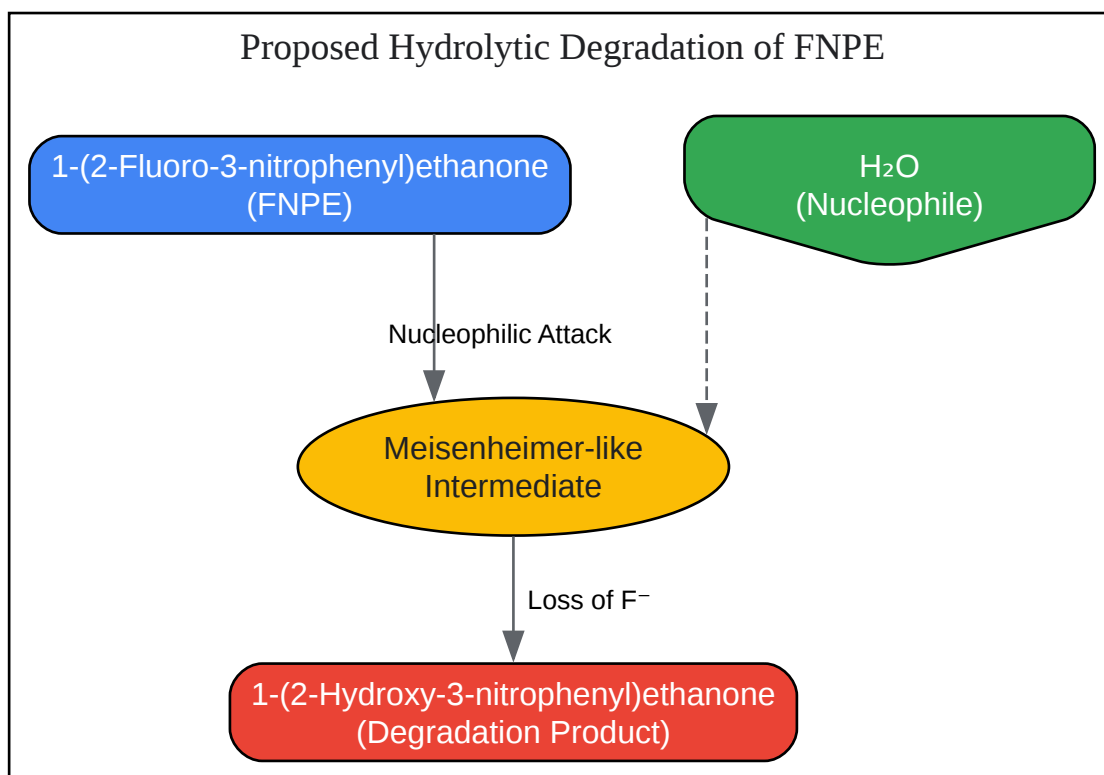 Proposed Hydrolytic Degradation of FNPE
1-(2-Fluoro-3-nitrophenyl)ethanone
(FNPE)
H₂O
(Nucleophile)
Nucleophilic Attack
Meisenheimer-like
Intermediate
Loss of F⁻
1-(2-Hydroxy-3-nitrophenyl)ethanone
(Degradation Product)